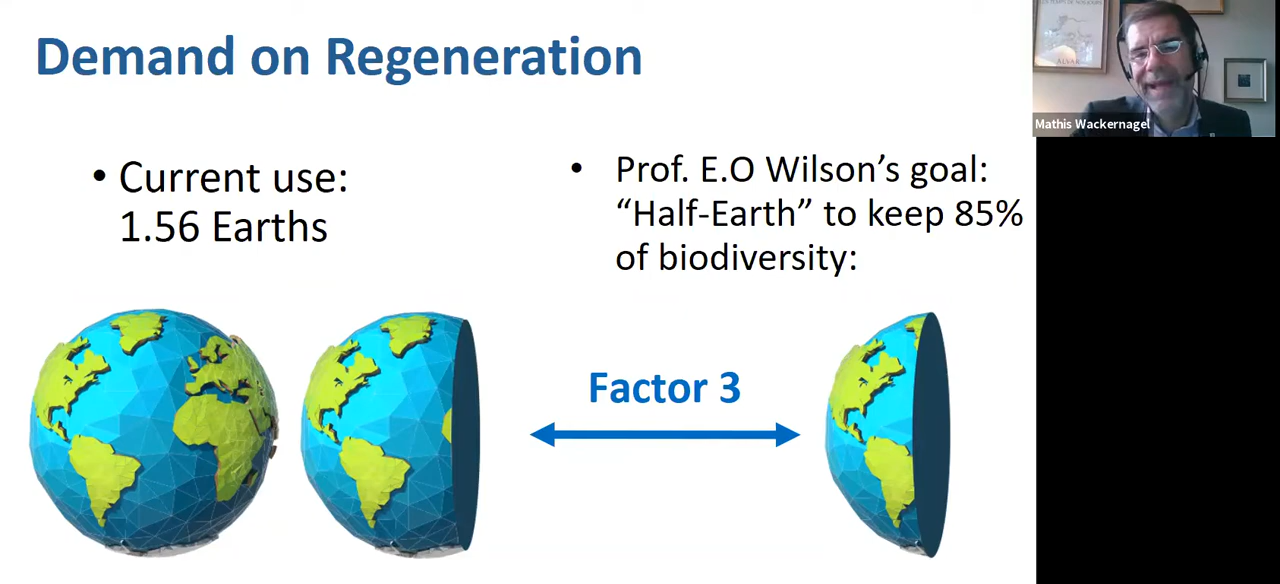 Demand on Regeneration
• Current use:
1.56 Earths
• Prof. E.O Wilson’s goal:
“Half-Earth” to keep 85%
of biodiversity:
Factor 3
ALVAR
Mathis Wackernagel